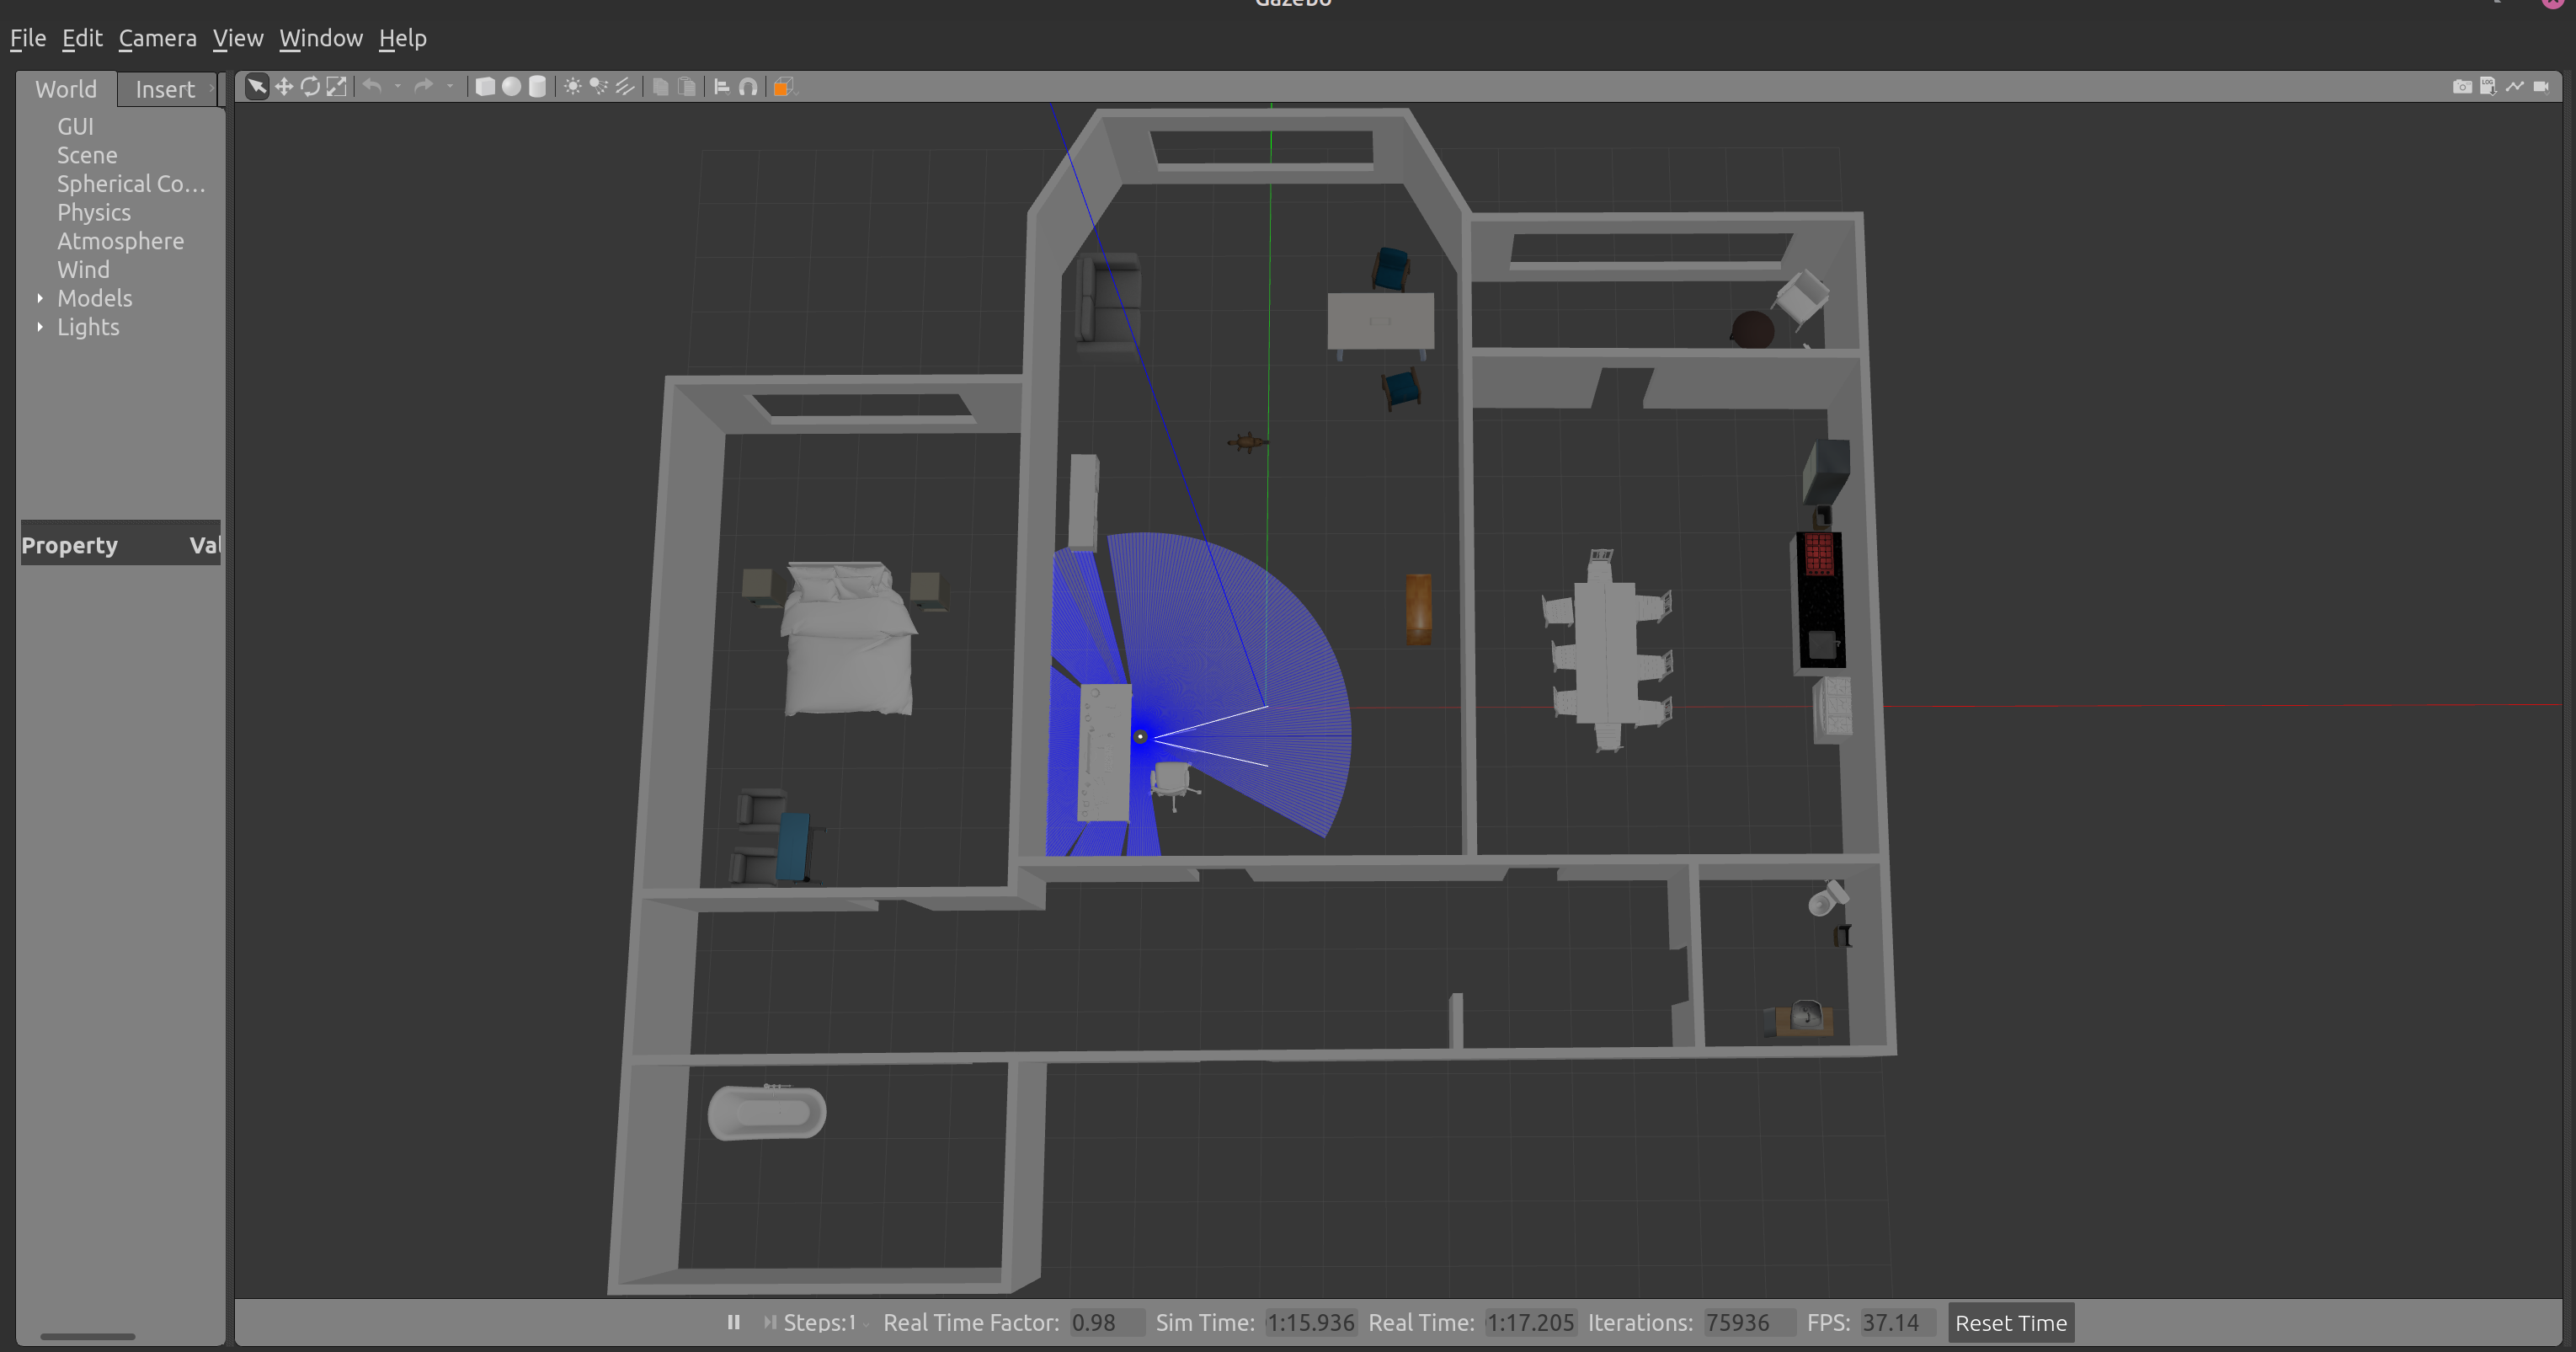 Gazebo
File Edit Camera View Window Help
World Insert
GUI
Scene
Spherical Co...
Physics
Atmosphere
Wind
Models
Lights
Property Val
Steps: 1 Real Time Factor: 0.98 Sim Time: 1:15.936 Real Time: 1:17.205 Iterations: 75936 FPS: 37.14 Reset Time